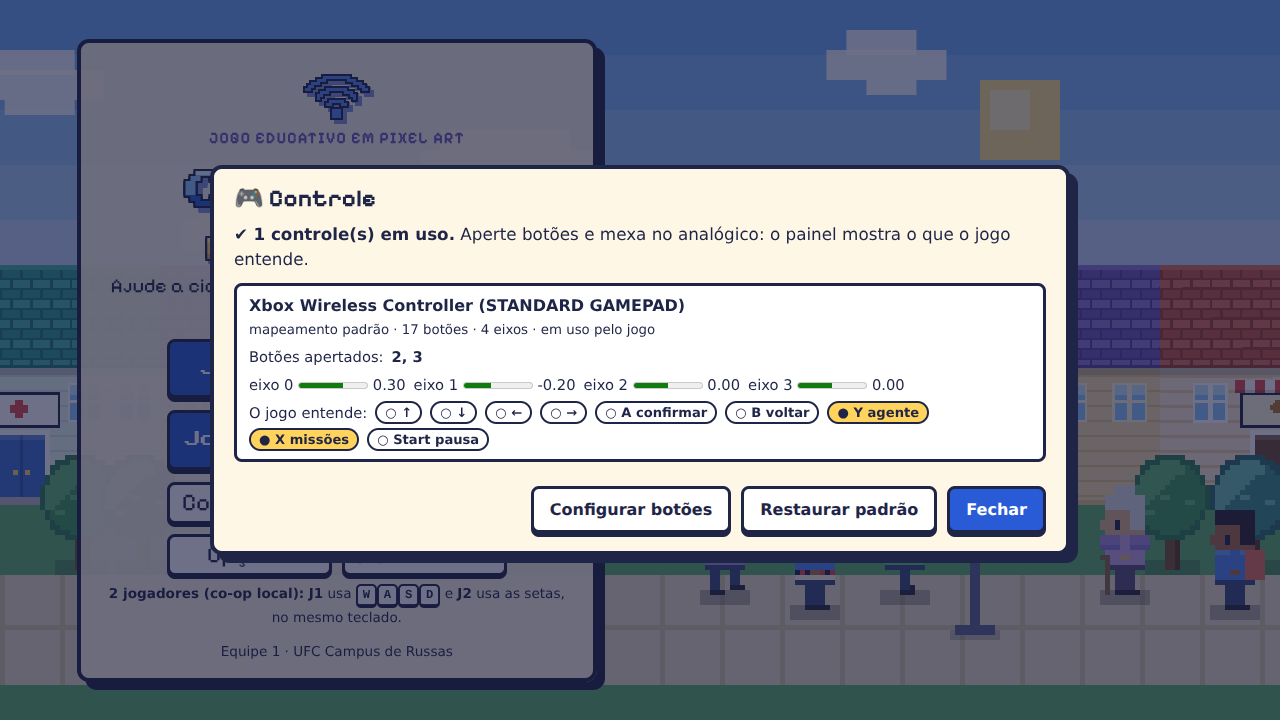 JOGO EDUCATIVO EM PIXEL ART
🎮 Controle
✔ 1 controle(s) em uso. Aperte botões e mexa no analógico: o painel mostra o que o jogo
entende.
Ajude a cid
Xbox Wireless Controller (STANDARD GAMEPAD)
mapeamento padrão · 17 botões · 4 eixos · em uso pelo jogo
Botões apertados: 2, 3
eixo 0 0.30 eixo 1 -0.20 eixo 2 0.00 eixo 3 0.00
O jogo entende: ○ ↑ ○ ↓ ○ ← ○ → ○ A confirmar ○ B voltar ● Y agente
● X missões ○ Start pausa
Configurar botões Restaurar padrão Fechar
2 jogadores (co-op local): J1 usa W A S D e J2 usa as setas,
no mesmo teclado.
Equipe 1 · UFC Campus de Russas